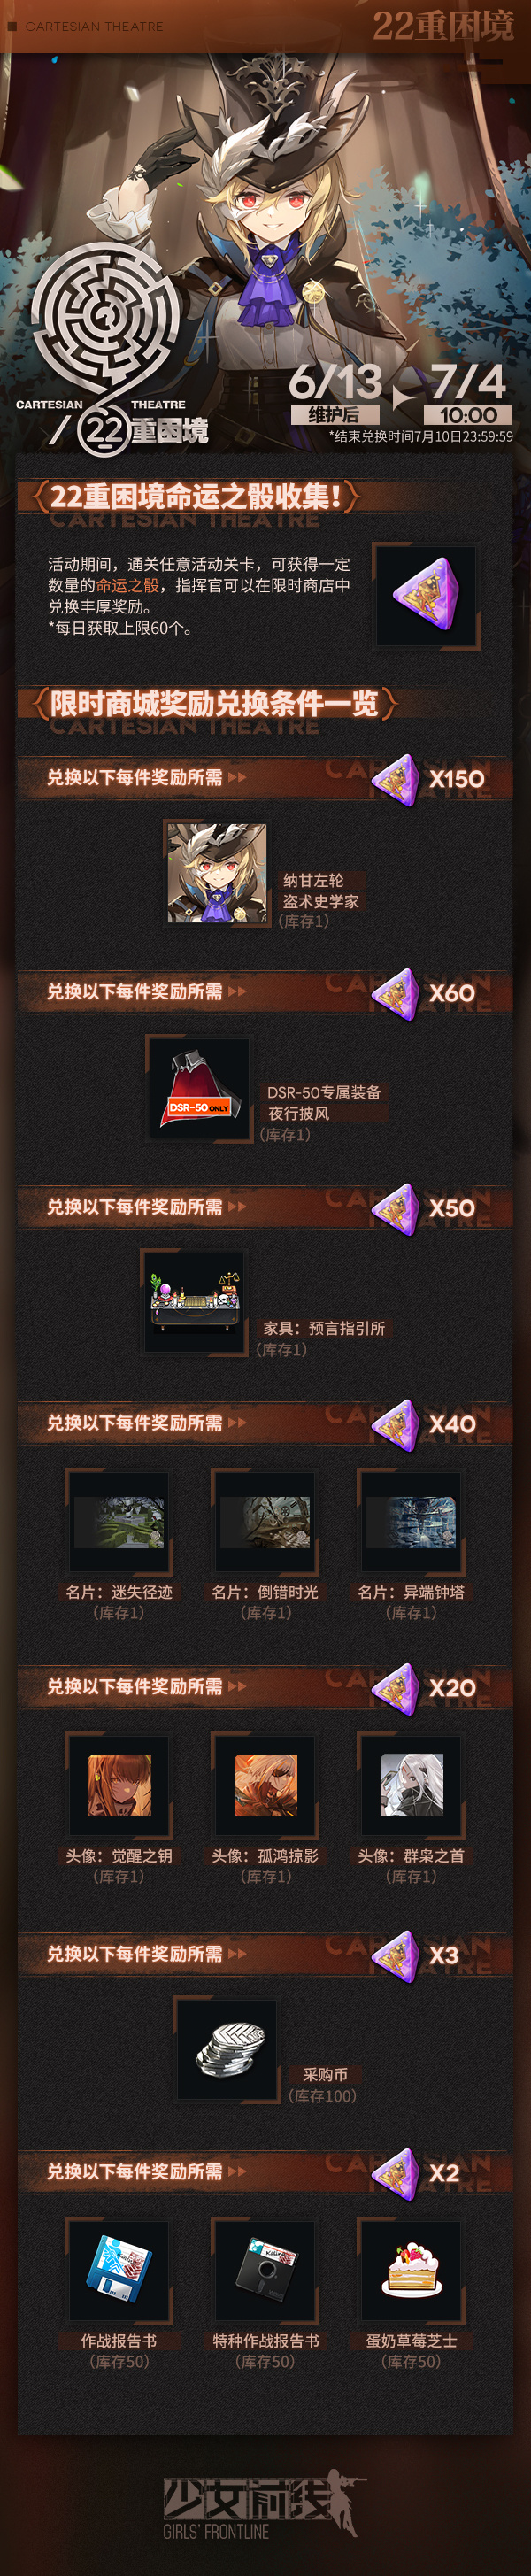 CARTESIAN THEATRE
22重困境
CARTESIAN THEATRE
22重困境
6/13 7/4
维护后 10:00
*结束兑换时间7月10日23:59:59
22重困境命运之骰收集!
CARTESIAN THEATRE
活动期间，通关任意活动关卡，可获得一定
数量的命运之骰，指挥官可以在限时商店中
兑换丰厚奖励。
*每日获取上限60个。
限时商城奖励兑换条件一览
CARTESIAN THEATRE
兑换以下每件奖励所需 X150
纳甘左轮
盗术史学家
（库存1）
兑换以下每件奖励所需 X60
DSR-50 ONLY
DSR-50专属装备
夜行披风
（库存1）
兑换以下每件奖励所需 X50
家具：预言指引所
（库存1）
兑换以下每件奖励所需 X40
名片：迷失径迹 名片：倒错时光 名片：异端钟塔
（库存1） （库存1） （库存1）
兑换以下每件奖励所需 X20
头像：觉醒之钥 头像：孤鸿掠影 头像：群枭之首
（库存1） （库存1） （库存1）
兑换以下每件奖励所需 X3
采购币
（库存100）
兑换以下每件奖励所需 X2
作战报告书 特种作战报告书 蛋奶草莓芝士
（库存50） （库存50） （库存50）
少女前线
GIRLS' FRONTLINE